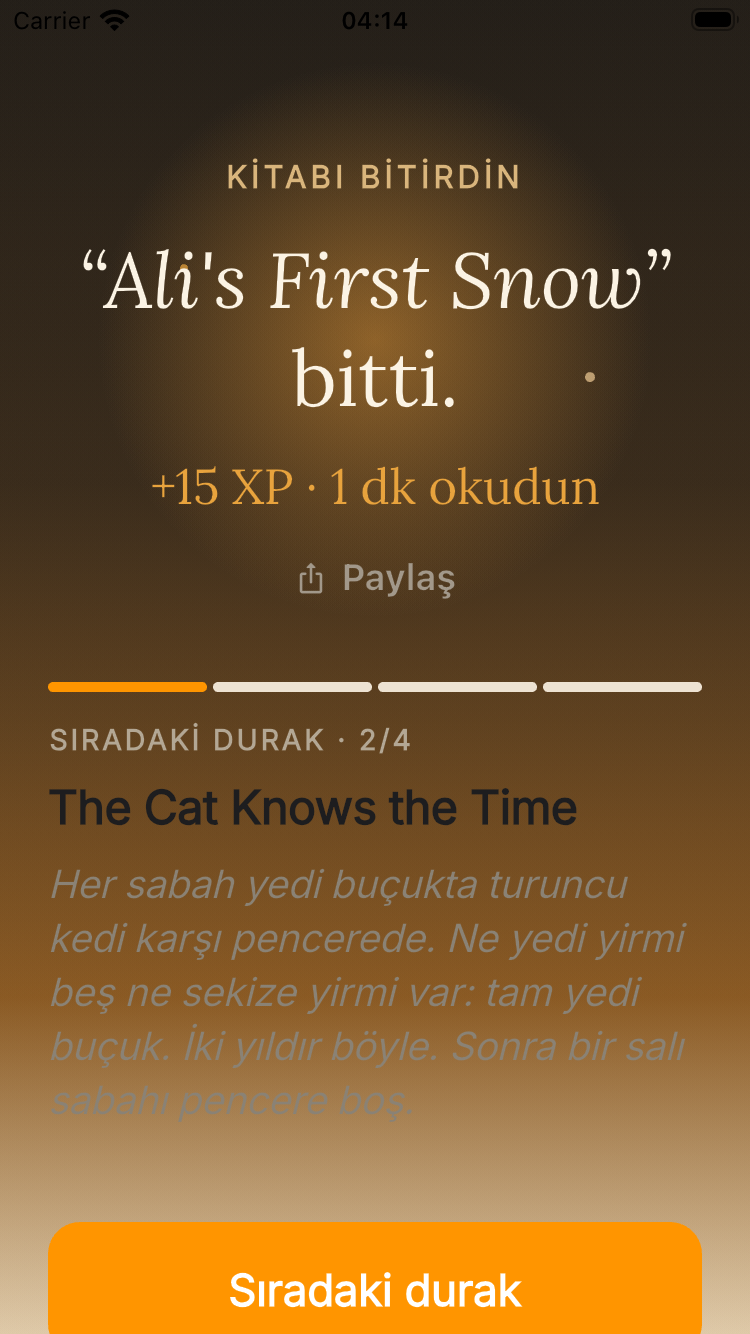 Carrier
04:14
KİTABI BİTİRDİN
“Ali's First Snow”
bitti.
+15 XP · 1 dk okudun
Paylaş
SIRADAKİ DURAK · 2/4
The Cat Knows the Time
Her sabah yedi buçukta turuncu
kedi karşı pencerede. Ne yedi yirmi
beş ne sekize yirmi var: tam yedi
buçuk. İki yıldır böyle. Sonra bir salı
sabahı pencere boş.
Sıradaki durak